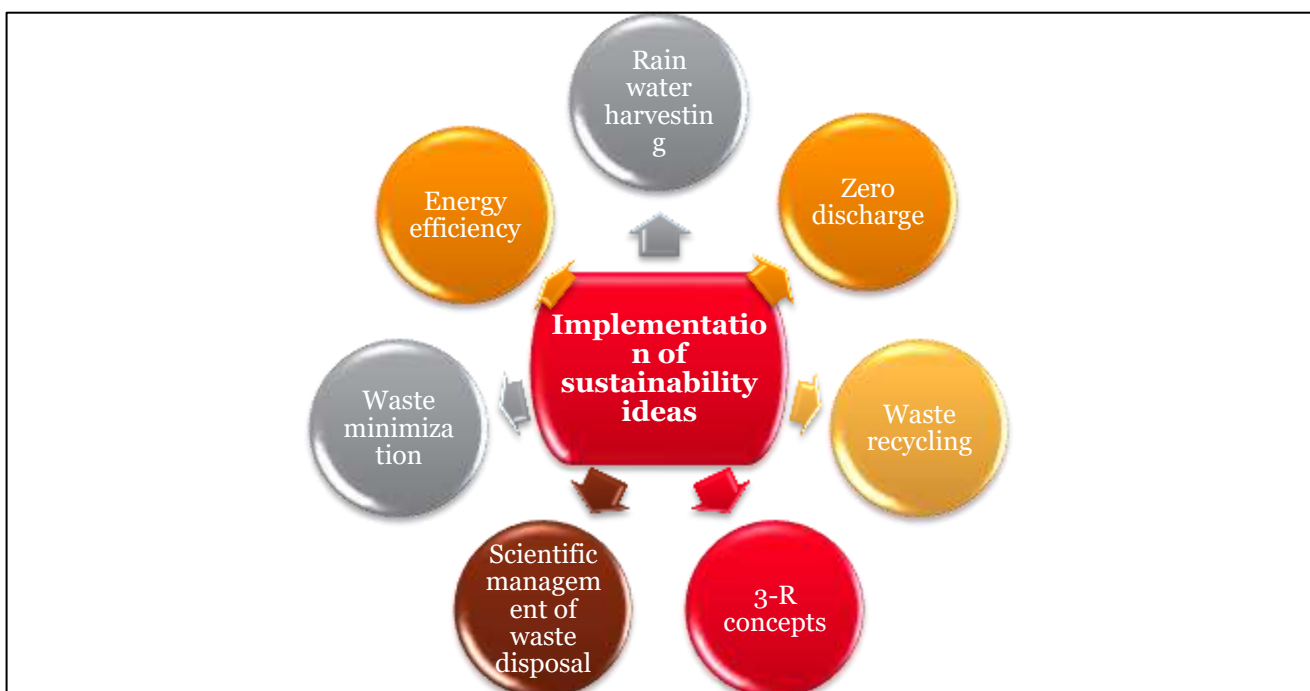 Rain
water
harvestin
g
Zero
discharge
Energy
efficiency
Implementatio
n of
sustainability
ideas
Waste
minimiza
tion
Waste
recycling
Scientific
managem
ent of
waste
disposal
3-R
concepts